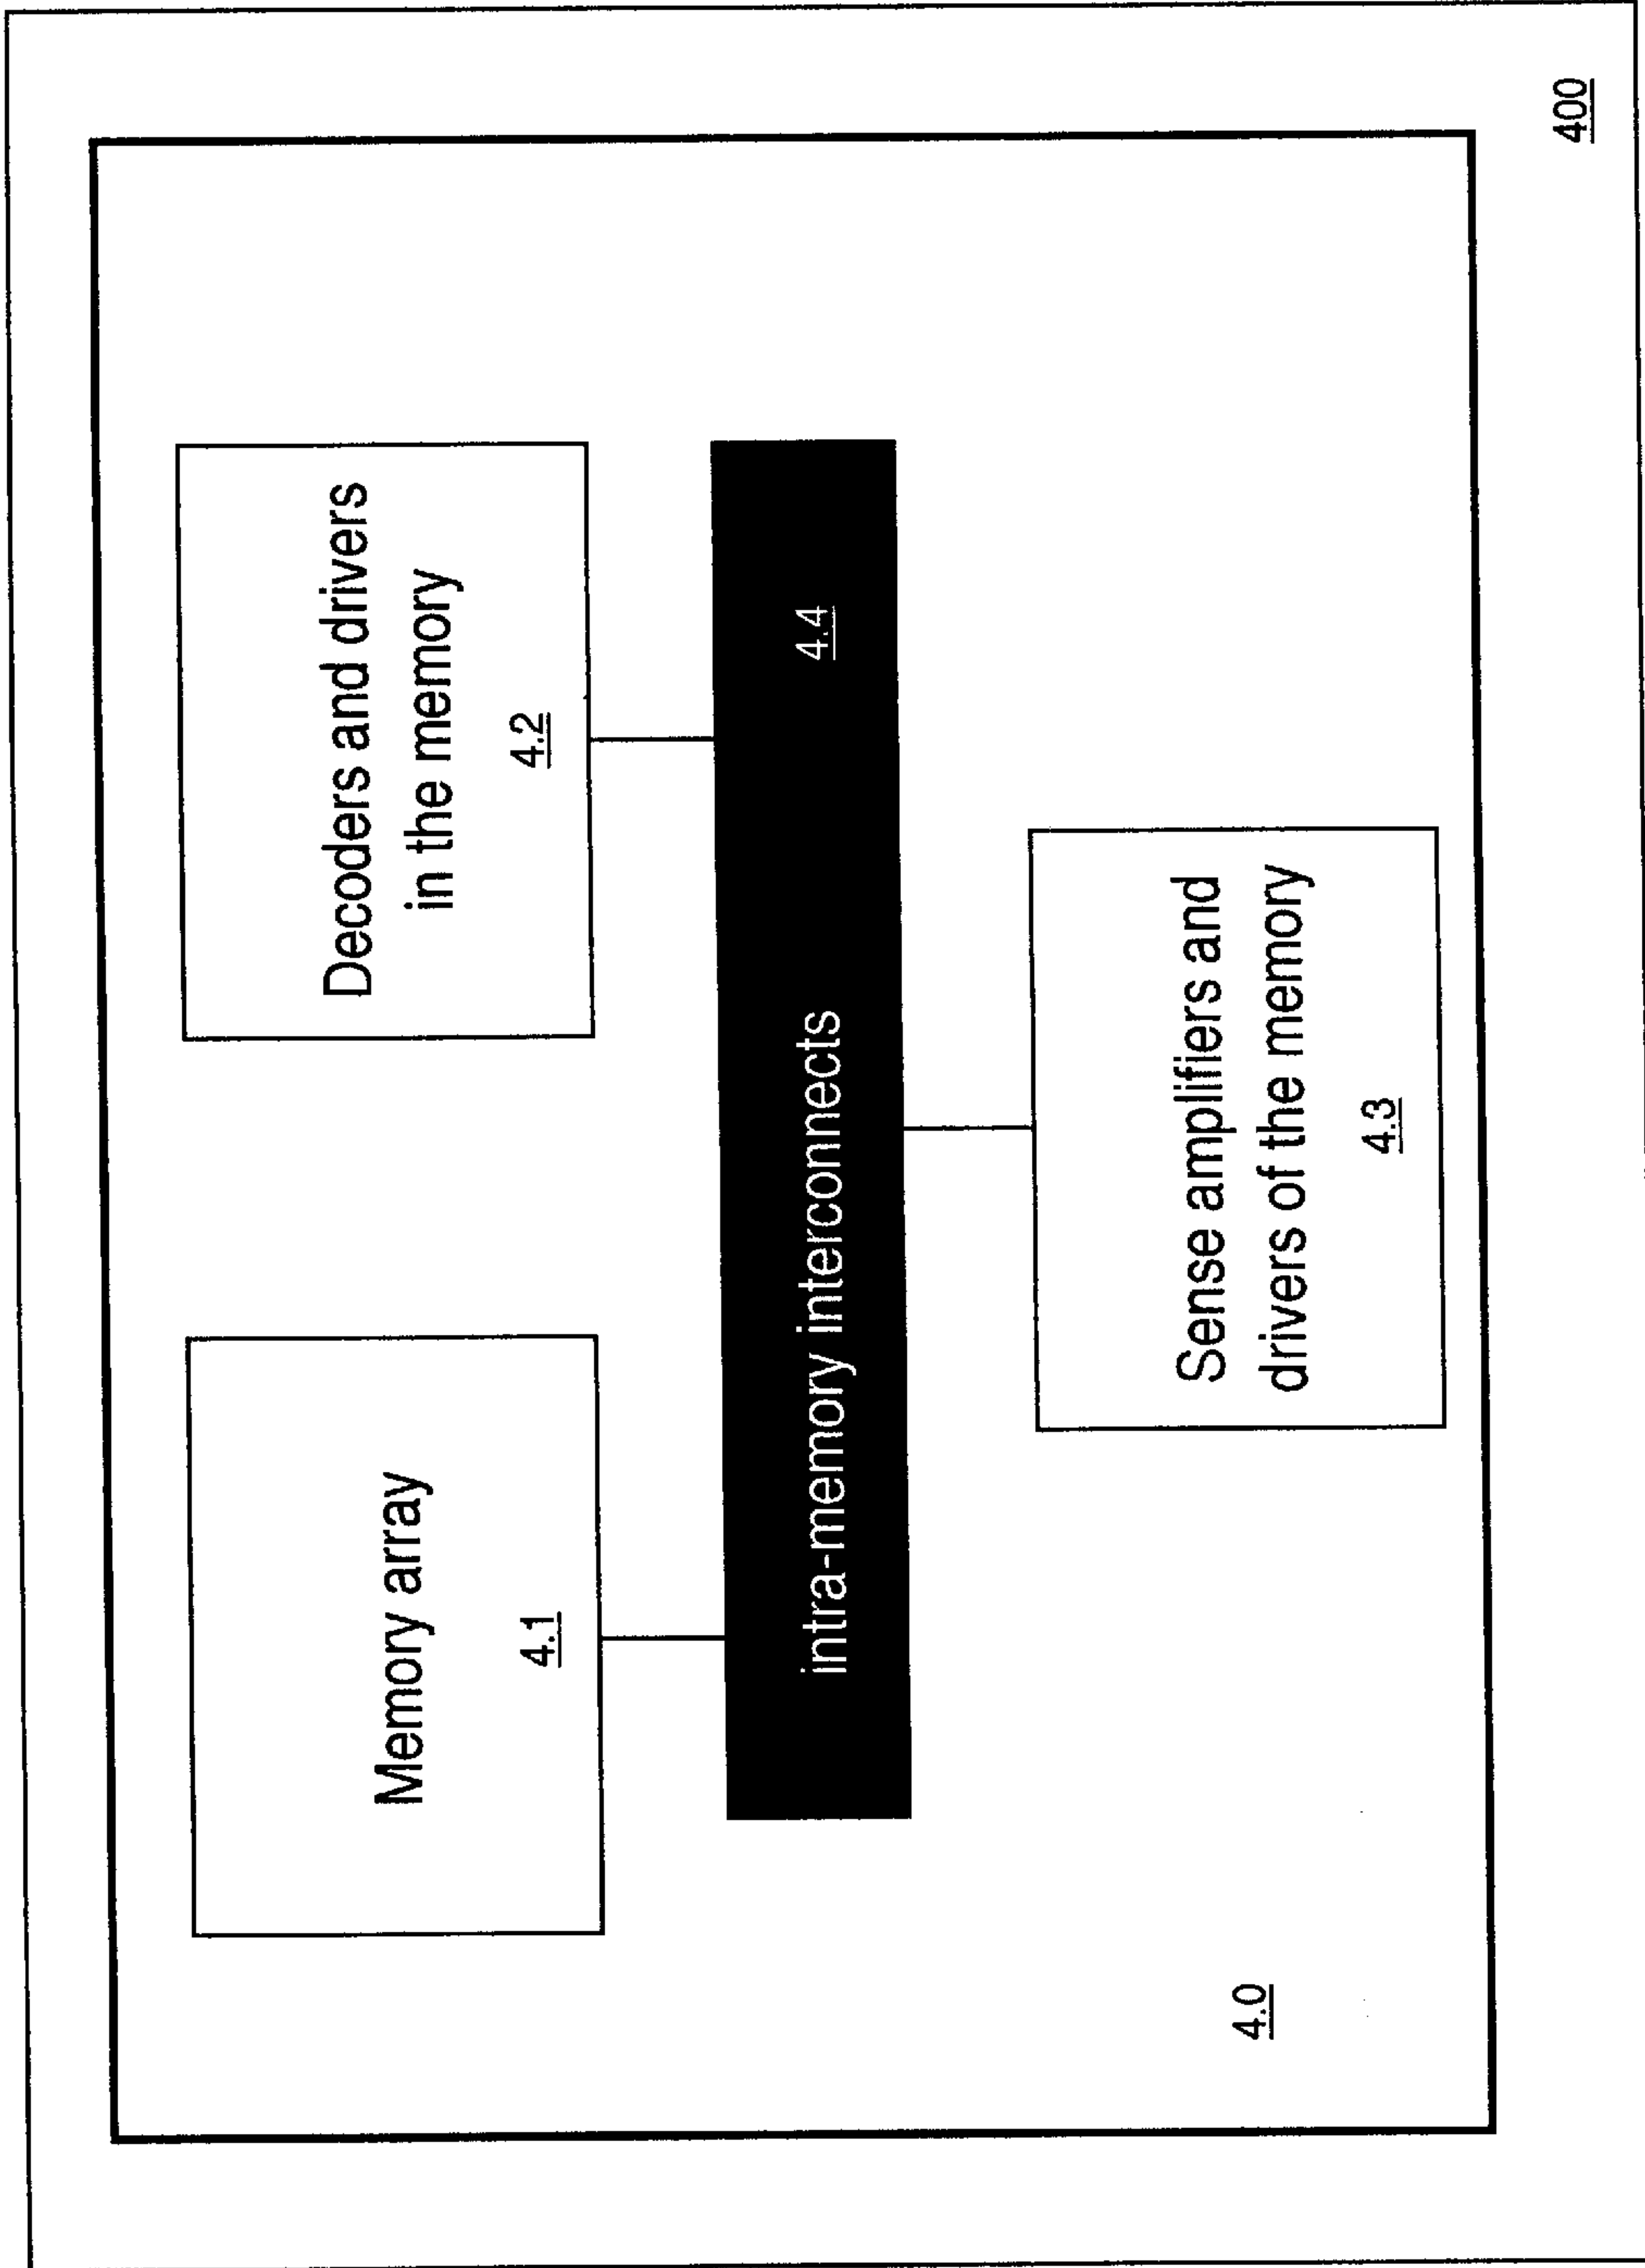 Memory array
4.1
Decoders and drivers
in the memory
4.2
intra-memory interconnects
4.4
Sense amplifiers and
drivers of the memory
4.3
4.0
400